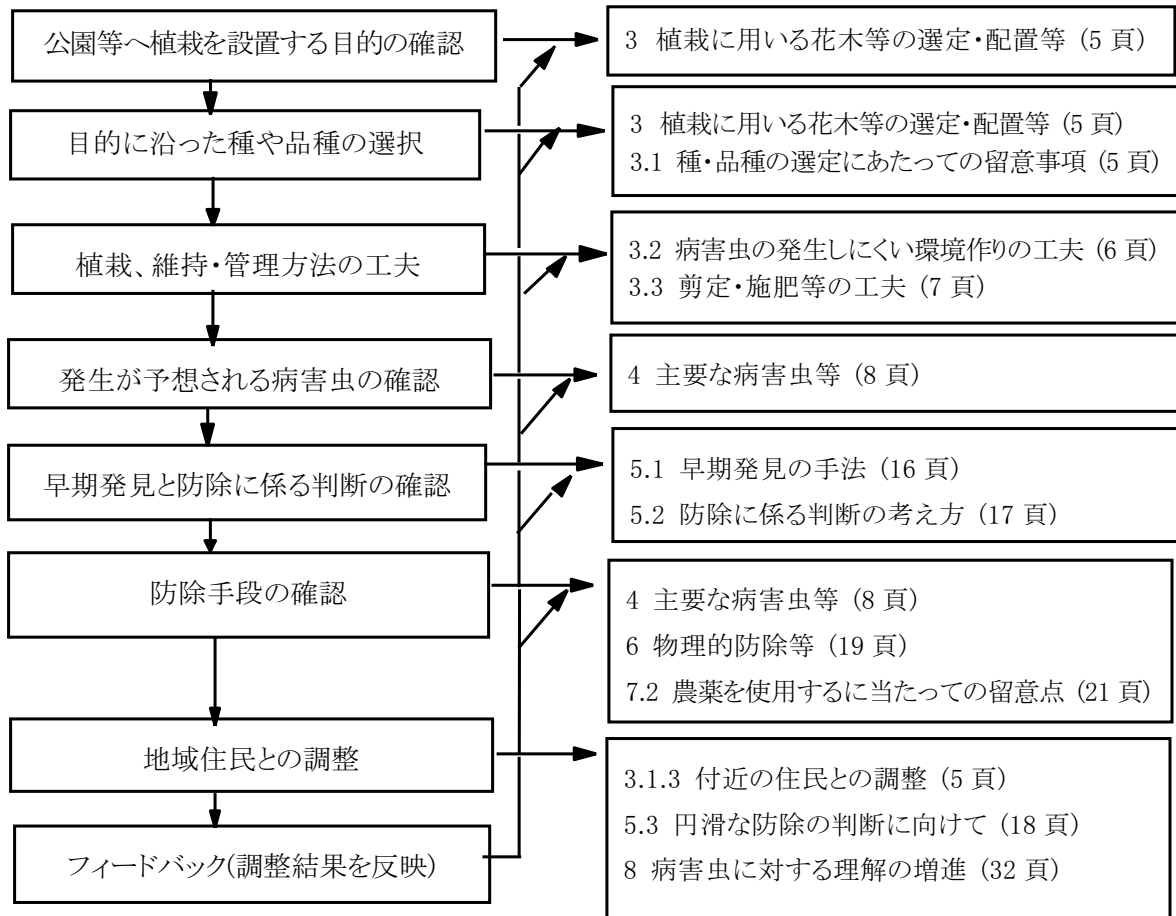 公園等へ植栽を設置する目的の確認
3 植栽に用いる花木等の選定・配置等 (5 頁)
目的に沿った種や品種の選択
3 植栽に用いる花木等の選定・配置等 (5 頁)
3.1 種・品種の選定にあたっての留意事項 (5 頁)
植栽、維持・管理方法の工夫
3.2 病害虫の発生しにくい環境作りの工夫 (6 頁)
3.3 剪定・施肥等の工夫 (7 頁)
発生が予想される病害虫の確認
4 主要な病害虫等 (8 頁)
早期発見と防除に係る判断の確認
5.1 早期発見の手法 (16 頁)
5.2 防除に係る判断の考え方 (17 頁)
防除手段の確認
4 主要な病害虫等 (8 頁)
6 物理的防除等 (19 頁)
7.2 農薬を使用するに当たっての留意点 (21 頁)
地域住民との調整
3.1.3 付近の住民との調整 (5 頁)
5.3 円滑な防除の判断に向けて (18 頁)
8 病害虫に対する理解の増進 (32 頁)
フィードバック(調整結果を反映)